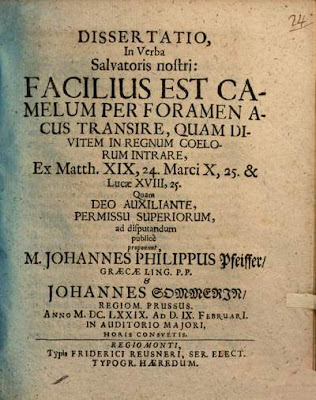 24.
DISSERTATIO,
In Verba
Salvatoris nostri:
FACILIUS EST CA-
MELUM PER FORAMEN A-
CUS TRANSIRE, QUAM DI-
VITEM IN REGNUM COELO-
RUM INTRARE,
Ex Matth. XIX, 24. Marci X, 25. &
Lucæ XVIII, 25.
Quam
DEO AUXILIANTE,
PERMISSU SUPERIORUM,
ad disputandum
publicè
proponunt,
M. JOHANNES PHILIPPUS Pfeiffer/
GRÆCÆ LING. P.P.
&
JOHANNES SOMMERIN/
REGIOM. PRUSSUS.
ANNO M. DC. LXXIX. AD D. IX. FEBRUARI.
IN AUDITORIO MAJORI,
HORIS CONSVETIS.
REGIOMONTI,
Typis FRIDERICI REUSNERI, SER. ELECT.
TYPOGR. HÆREDUM.